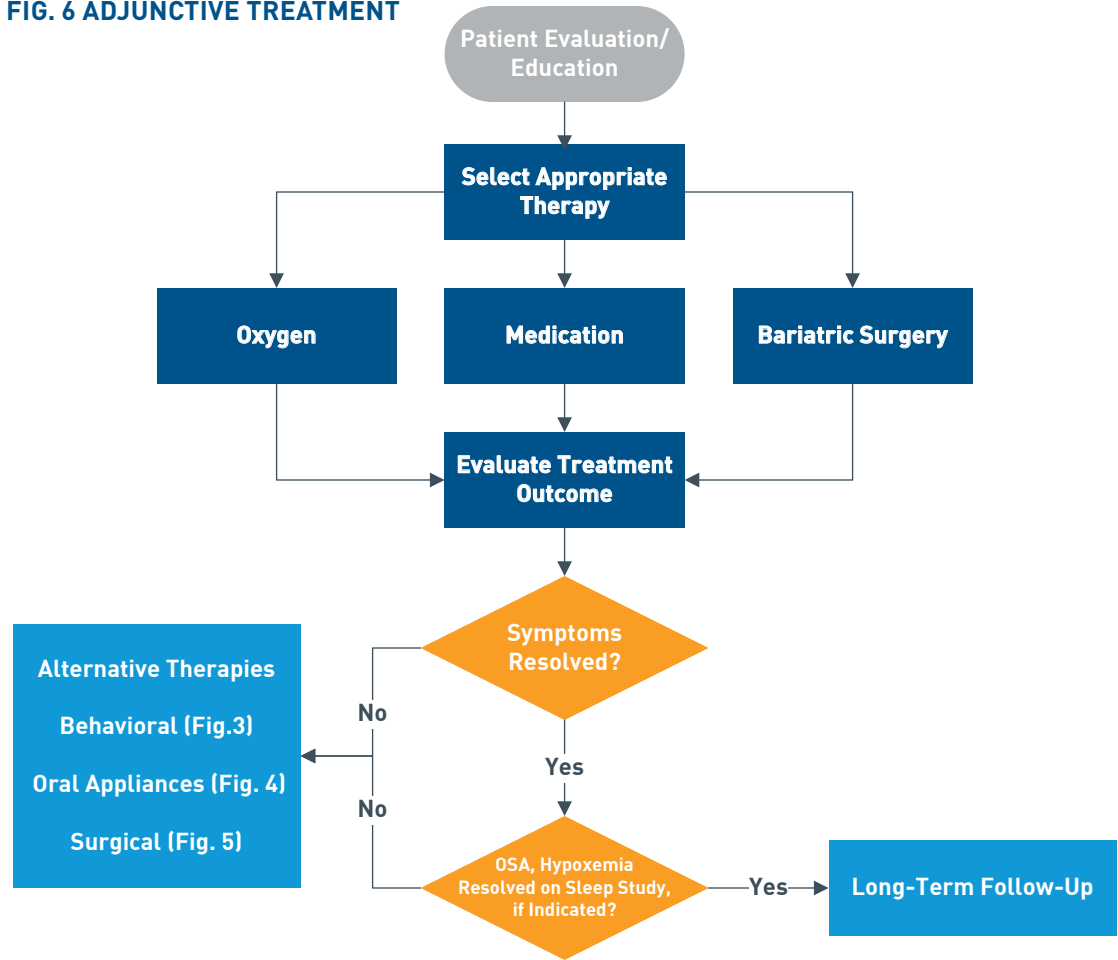 FIG. 6 ADJUNCTIVE TREATMENT
Patient Evaluation/
Education
Select Appropriate
Therapy
Oxygen
Medication
Bariatric Surgery
Evaluate Treatment
Outcome
Symptoms
Resolved?
Alternative Therapies
Behavioral (Fig.3)
Oral Appliances (Fig. 4)
Surgical (Fig. 5)
No
Yes
No
OSA, Hypoxemia
Resolved on Sleep Study,
if Indicated?
Yes
Long-Term Follow-Up